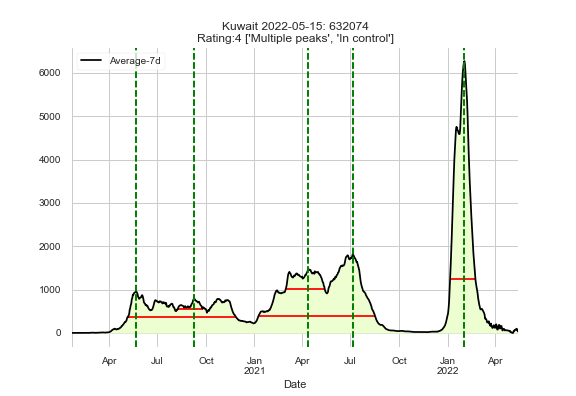 Kuwait 2022-05-15: 632074
Rating:4 ['Multiple peaks', 'In control']
Average-7d
6000
5000
4000
3000
2000
1000
0
Apr Jul Oct Jan Apr Jul Oct Jan Apr
2021 2022
Date